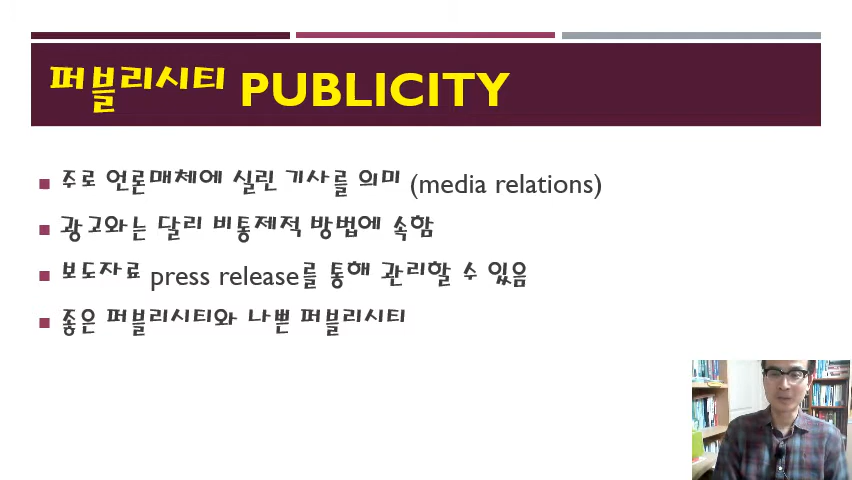 퍼블리시티 PUBLICITY
주로 언론매체에 실린 기사를 의미 (media relations)
광고와는 달리 비통제적 방법에 속함
보도자료 press release를 통해 관리할 수 있음
좋은 퍼블리시티와 나쁜 퍼블리시티